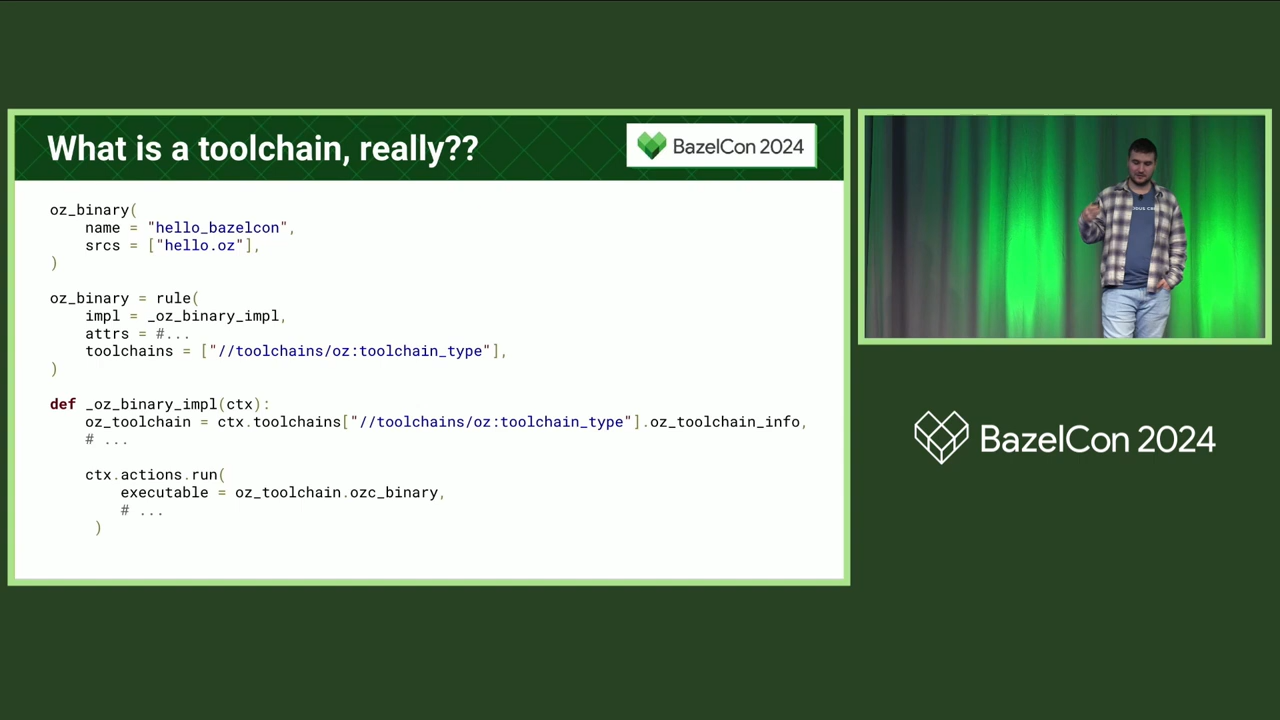 What is a toolchain, really??
BazelCon 2024
oz_binary(
    name = "hello_bazelcon",
    srcs = ["hello.oz"],
)
oz_binary = rule(
    impl = _oz_binary_impl,
    attrs = #...
    toolchains = ["//toolchains/oz:toolchain_type"],
)
def _oz_binary_impl(ctx):
    oz_toolchain = ctx.toolchains["//toolchains/oz:toolchain_type"].oz_toolchain_info,
    # ...
    ctx.actions.run(
        executable = oz_toolchain.ozc_binary,
        # ...
     )
BazelCon 2024